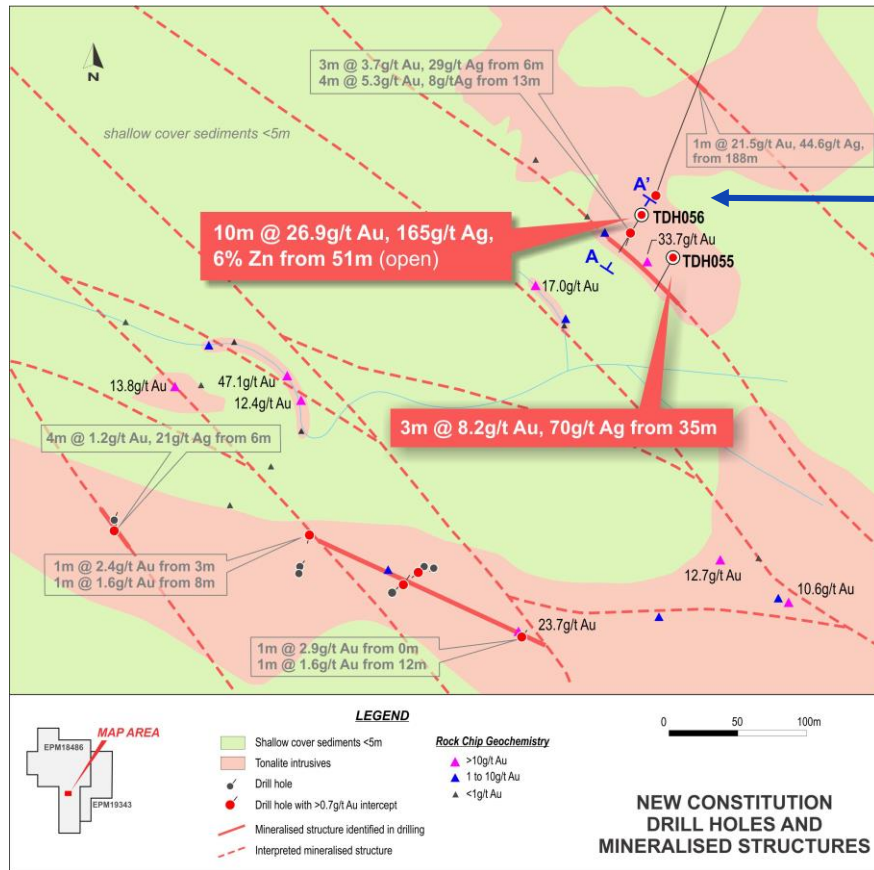 3m @ 3.7g/t Au, 29g/t Ag from 6m
4m @ 5.3g/t Au, 8g/tAg from 13m
N
shallow cover sediments <5m
1m @ 21.5g/t Au, 44.6g/t Ag,
from 188m
A'
TDH056
10m @ 26.9g/t Au, 165g/t Ag,
6% Zn from 51m (open)
33.7g/t Au
A
TDH055
17.0g/t Au
13.8g/t Au
47.1g/t Au
12.4g/t Au
3m @ 8.2g/t Au, 70g/t Ag from 35m
4m @ 1.2g/t Au, 21g/t Ag from 6m
1m @ 2.4g/t Au from 3m
1m @ 1.6g/t Au from 8m
12.7g/t Au
10.6g/t Au
23.7g/t Au
1m @ 2.9g/t Au from 0m
1m @ 1.6g/t Au from 12m
MAP AREA
EPM18486
EPM19343
LEGEND
Shallow cover sediments <5m
Tonalite intrusives
Drill hole
Drill hole with >0.7g/t Au intercept
Mineralised structure identified in drilling
Interpreted mineralised structure
Rock Chip Geochemistry
>10g/t Au
1 to 10g/t Au
<1g/t Au
0 50 100m
NEW CONSTITUTION
DRILL HOLES AND
MINERALISED STRUCTURES